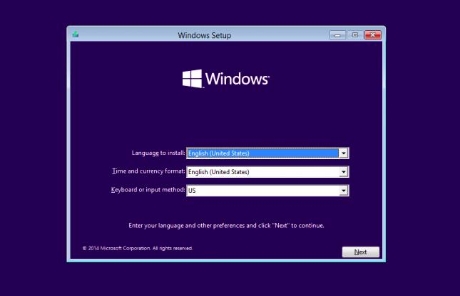 Windows Setup
Windows
Language to install: English (United States)
Time and currency format: English (United States)
Keyboard or input method: US
Enter your language and other preferences and click "Next" to continue.
© 2014 Microsoft Corporation. All rights reserved.
Next